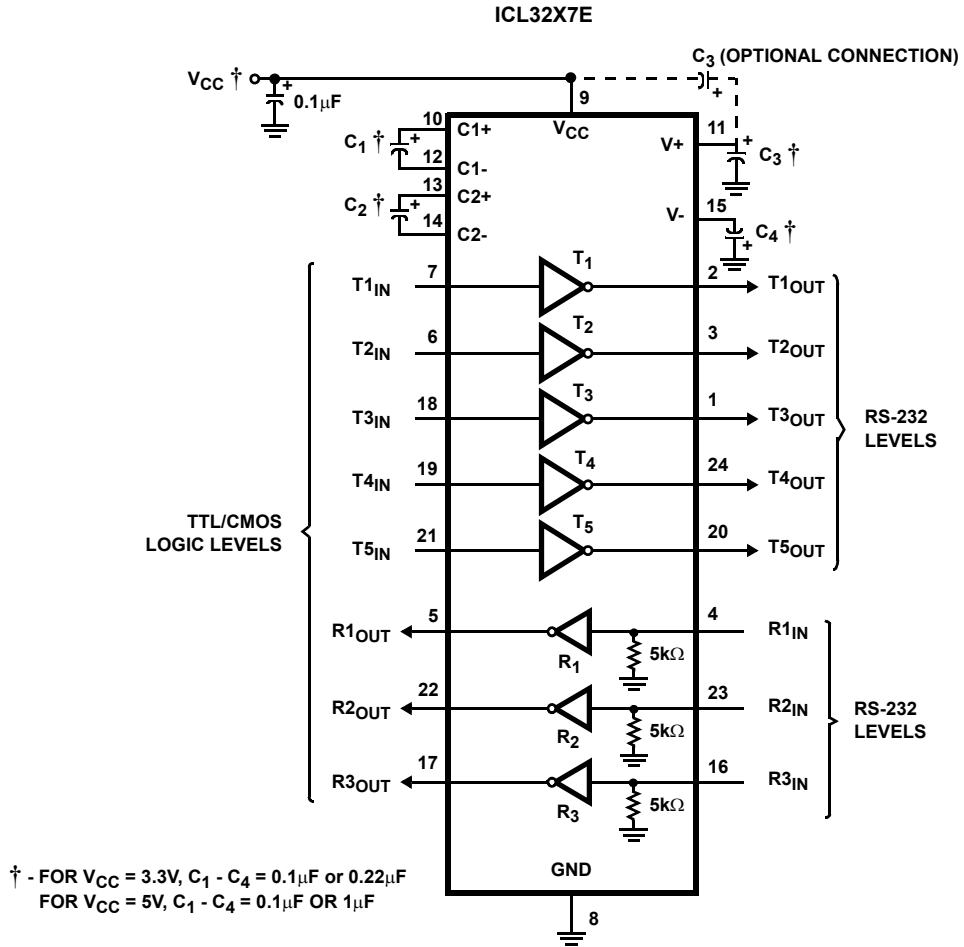 ICL32X7E
C3 (OPTIONAL CONNECTION)
VCC †
+
0.1μF
9
+
10
C1+
VCC
11
C1 †
+
V+
+
C3 †
12
C1-
13
C2+
C2 †
+
15
V-
14
C2-
C4 †
+
T1IN
7
T1
2
T1OUT
T2IN
6
T2
3
T2OUT
T3IN
18
T3
1
T3OUT
RS-232
LEVELS
T4IN
19
T4
24
T4OUT
TTL/CMOS
LOGIC LEVELS
T5IN
21
T5
20
T5OUT
R1OUT
5
R1
5kΩ
4
R1IN
R2OUT
22
R2
5kΩ
23
R2IN
RS-232
LEVELS
R3OUT
17
R3
5kΩ
16
R3IN
GND
8
† - FOR VCC = 3.3V, C1 - C4 = 0.1μF or 0.22μF
FOR VCC = 5V, C1 - C4 = 0.1μF OR 1μF